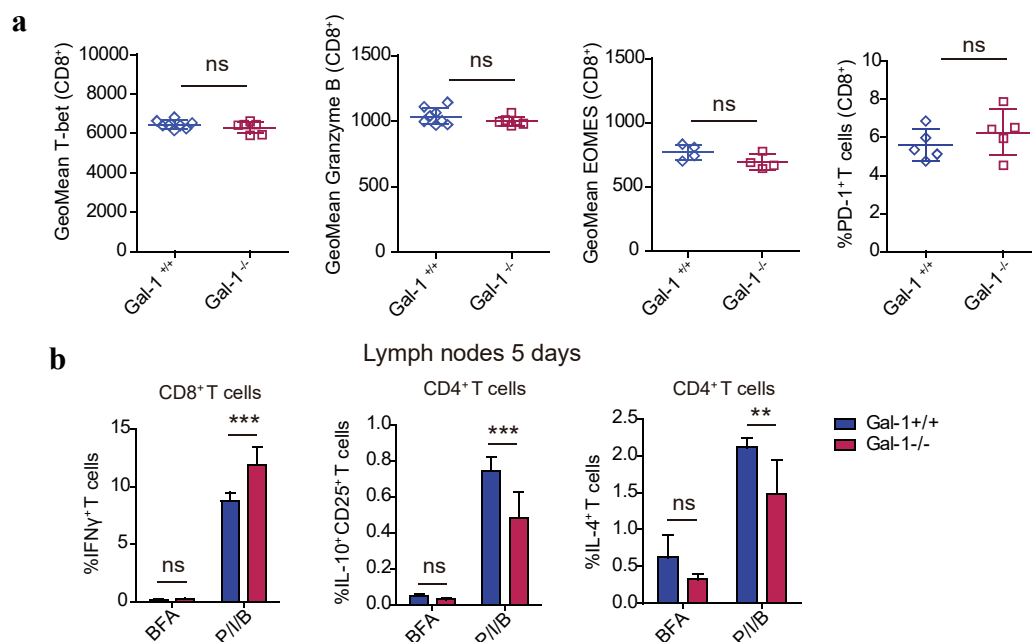 a
GeoMean T-bet (CD8⁺)
10000
8000
6000
4000
2000
0
ns
Gal-1 ⁺/⁺
Gal-1 ⁻/⁻
GeoMean Granzyme B (CD8⁺)
1500
1000
500
0
ns
Gal-1 ⁺/⁺
Gal-1 ⁻/⁻
GeoMean EOMES (CD8⁺)
1500
1000
500
0
ns
Gal-1 ⁺/⁺
Gal-1 ⁻/⁻
%PD-1⁺ T cells (CD8⁺)
10
8
6
4
2
0
ns
Gal-1 ⁺/⁺
Gal-1 ⁻/⁻
b
Lymph nodes 5 days
CD8⁺ T cells
%IFNγ⁺ T cells
15
10
5
0
ns
***
BFA
P/I/B
CD4⁺ T cells
%IL-10⁺ CD25⁺ T cells
1.0
0.8
0.6
0.4
0.2
0.0
ns
***
BFA
P/I/B
CD4⁺ T cells
%IL-4⁺ T cells
2.5
2.0
1.5
1.0
0.5
0.0
ns
**
BFA
P/I/B
Gal-1+/+
Gal-1-/-